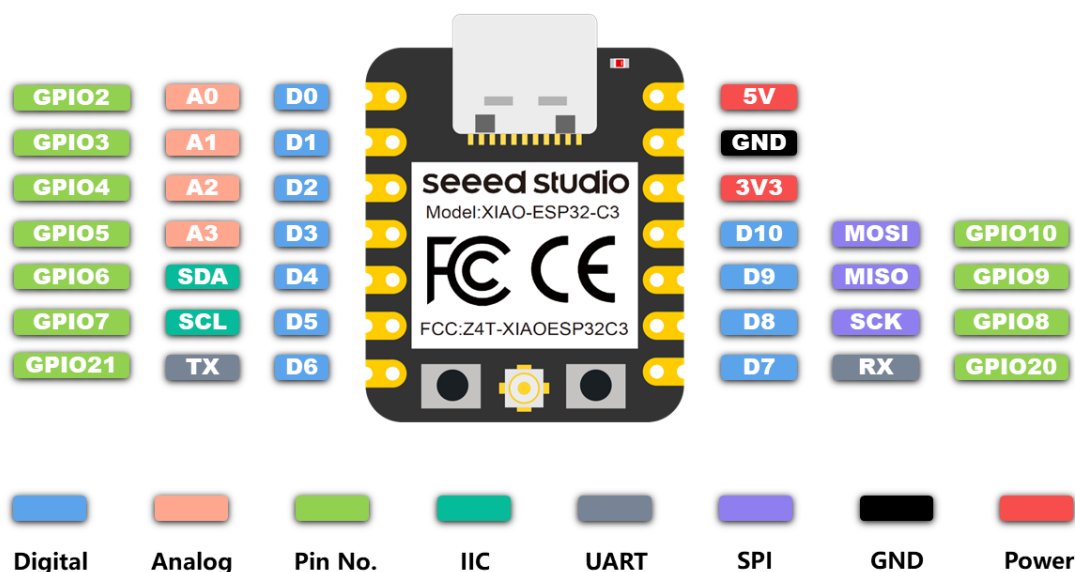 GPIO2 A0 D0 5V
GPIO3 A1 D1 GND
GPIO4 A2 D2 3V3
GPIO5 A3 D3 D10 MOSI GPIO10
GPIO6 SDA D4 D9 MISO GPIO9
GPIO7 SCL D5 D8 SCK GPIO8
GPIO21 TX D6 D7 RX GPIO20
seeed studio
Model:XIAO-ESP32-C3
FC CE
FCC:Z4T-XIAOESP32C3
Digital Analog Pin No. IIC UART SPI GND Power